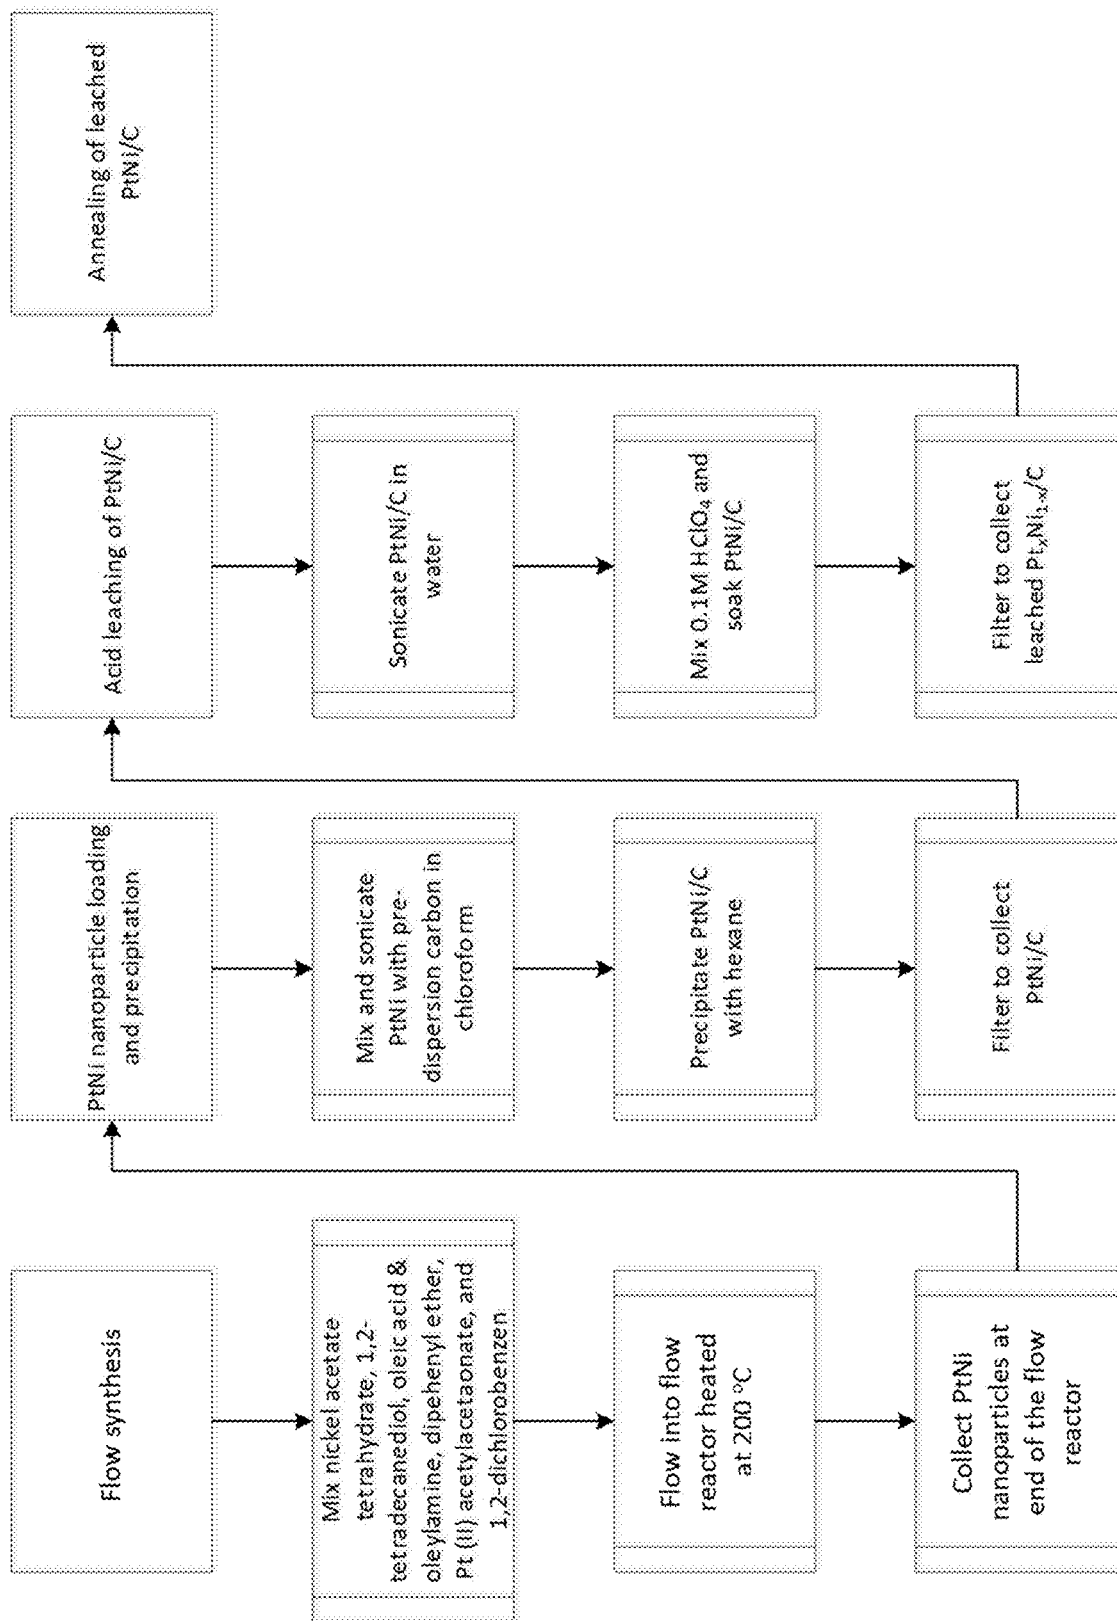 Flow synthesis
Mix nickel acetate
tetrahydrate, 1,2-
tetradecanediol, oleic acid &
oleylamine, dipehenyl ether,
Pt (II) acetylacetaonate, and
1,2-dichlorobenzen
Flow into flow
reactor heated
at 200 °C
Collect PtNi
nanoparticles at
end of the flow
reactor
PtNi nanoparticle loading
and precipitation
Mix and sonicate
PtNi with pre-
dispersion carbon in
chloroform
Precipitate PtNi/C
with hexane
Filter to collect
PtNi/C
Acid leaching of PtNi/C
Sonicate PtNi/C in
water
Mix 0.1M HClO₄ and
soak PtNi/C
Filter to collect
leached PtₓNi₁₋ₓ/C
Annealing of leached
PtNi/C